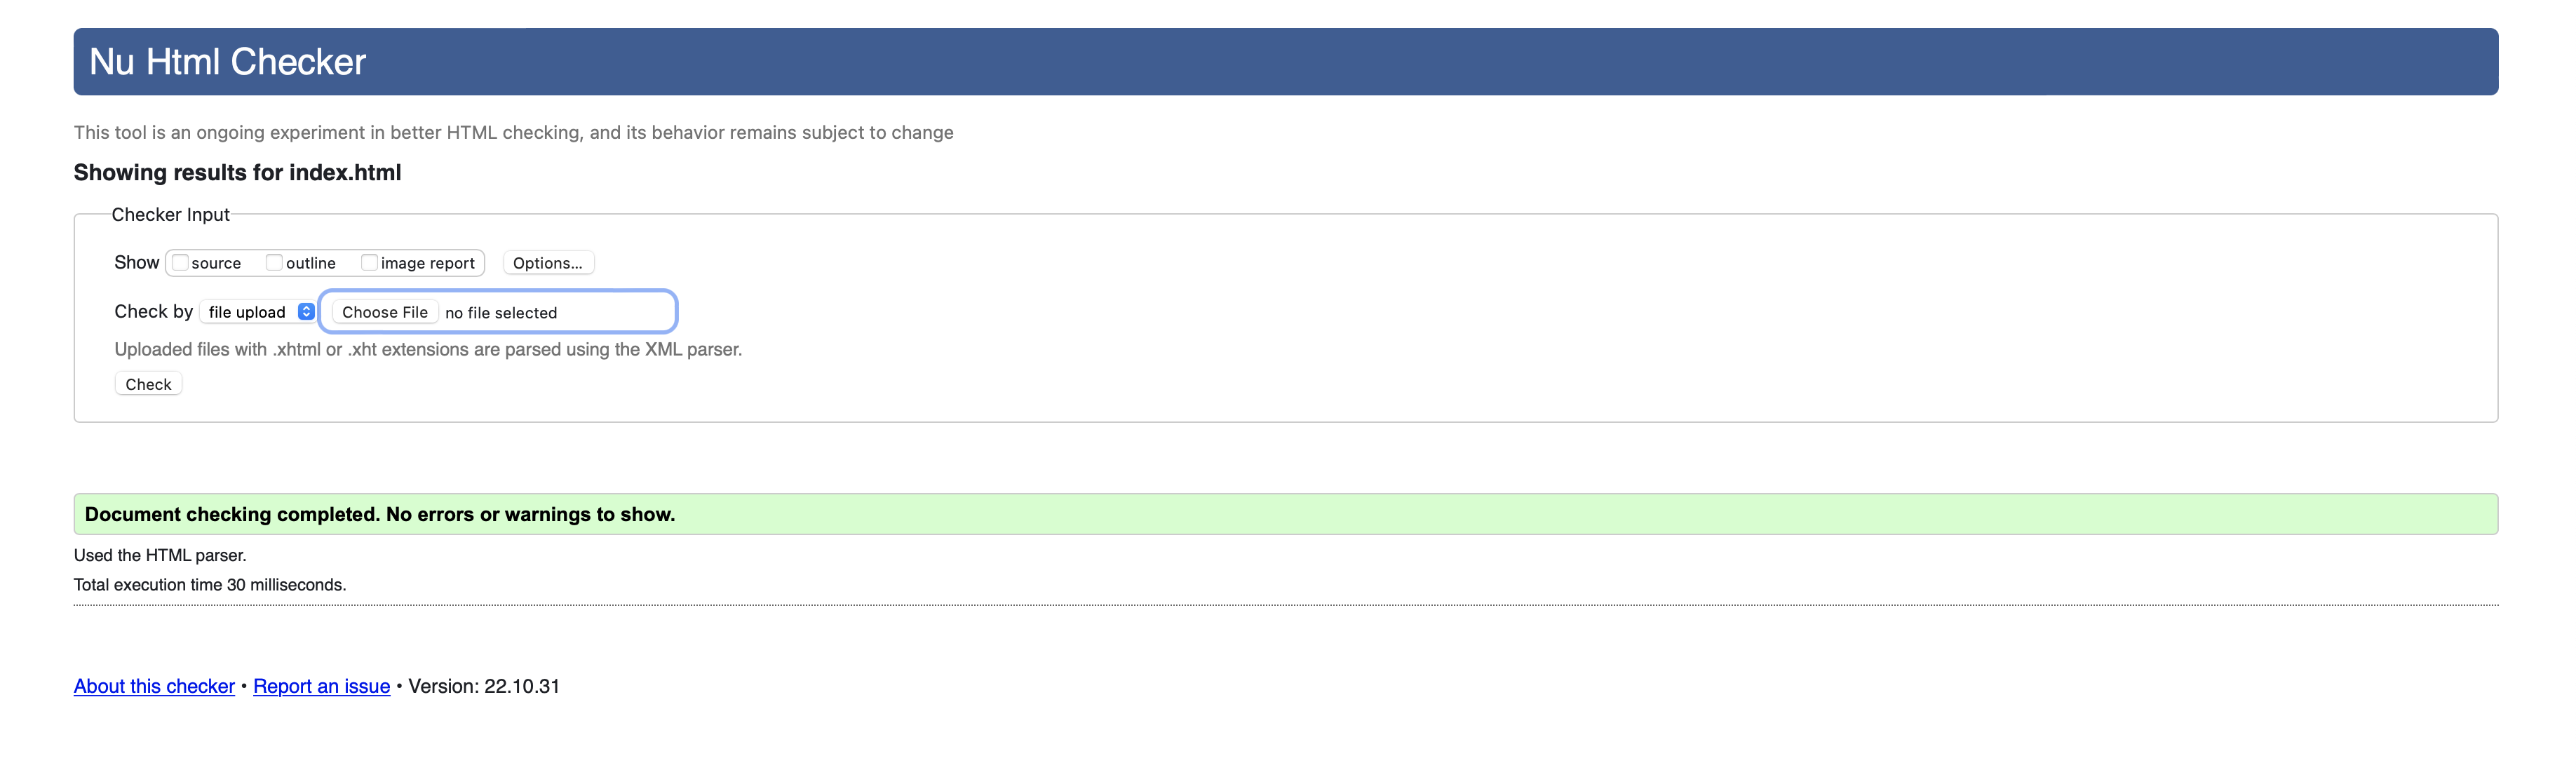 Nu Html Checker
This tool is an ongoing experiment in better HTML checking, and its behavior remains subject to change
Showing results for index.html
Checker Input
Show source outline image report Options...
Check by file upload Choose File no file selected
Uploaded files with .xhtml or .xht extensions are parsed using the XML parser.
Check
Document checking completed. No errors or warnings to show.
Used the HTML parser.
Total execution time 30 milliseconds.
About this checker • Report an issue • Version: 22.10.31